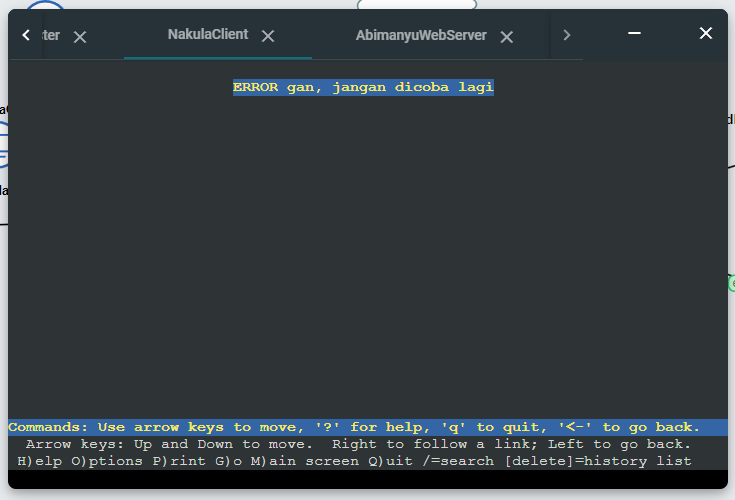 ter
NakulaClient
AbimanyuWebServer
ERROR gan, jangan dicoba lagi
Commands: Use arrow keys to move, '?' for help, 'q' to quit, '<-' to go back.
Arrow keys: Up and Down to move.  Right to follow a link; Left to go back.
H)elp O)ptions P)rint G)o M)ain screen Q)uit /=search [delete]=history list